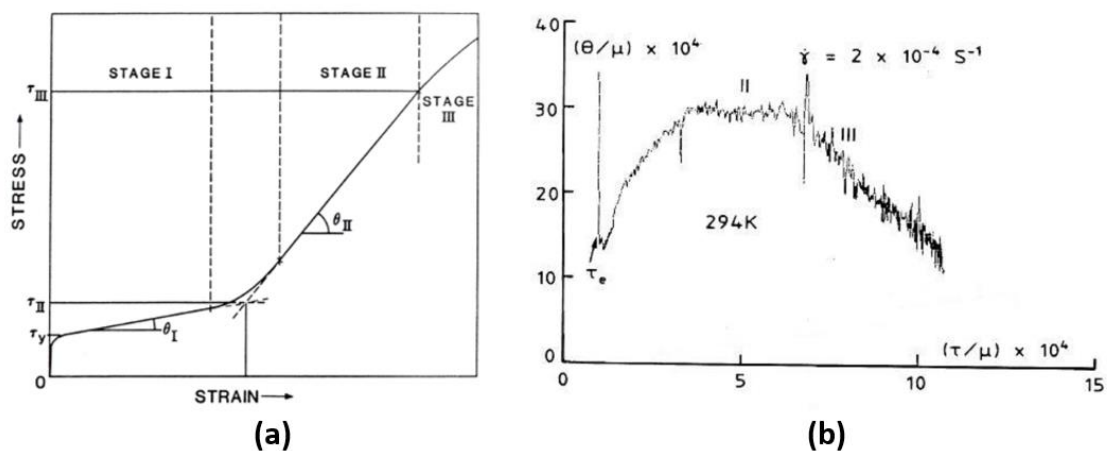 STAGE I
STAGE II
STAGE
III
τIII
τII
τy
0
θI
θII
STRESS
STRAIN
(a)
(θ/μ) × 10⁴
γ̇ = 2 × 10⁻⁴ S⁻¹
40
30
20
10
0
II
III
294K
τe
(τ/μ) × 10⁴
0
5
10
15
(b)